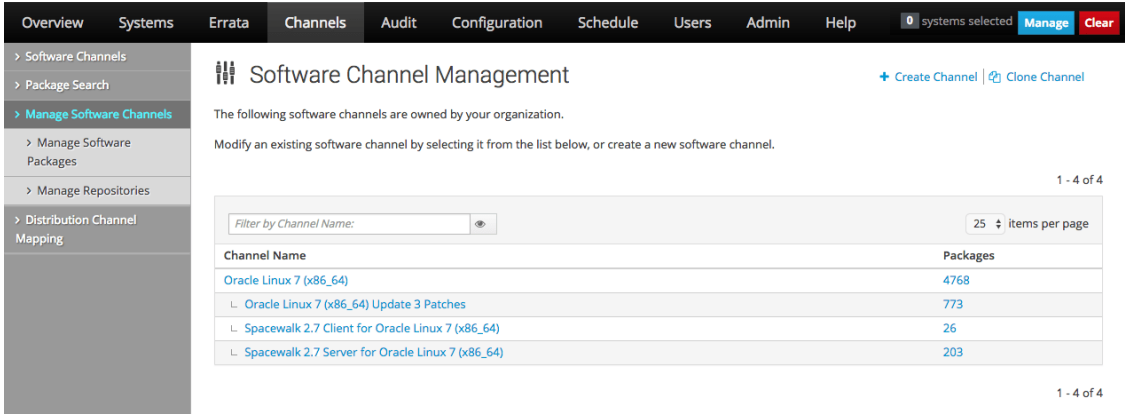 Overview Systems Errata Channels Audit Configuration Schedule Users Admin Help 0 systems selected Manage Clear
> Software Channels
> Package Search
> Manage Software Channels
> Manage Software
Packages
> Manage Repositories
> Distribution Channel
Mapping
Software Channel Management
+ Create Channel | Clone Channel
The following software channels are owned by your organization.
Modify an existing software channel by selecting it from the list below, or create a new software channel.
1 - 4 of 4
Filter by Channel Name:
25 items per page
Channel Name Packages
Oracle Linux 7 (x86_64) 4768
Oracle Linux 7 (x86_64) Update 3 Patches 773
Spacewalk 2.7 Client for Oracle Linux 7 (x86_64) 26
Spacewalk 2.7 Server for Oracle Linux 7 (x86_64) 203
1 - 4 of 4